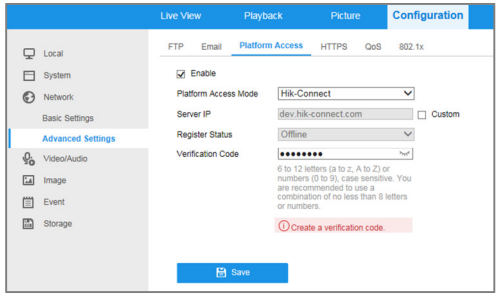 Live View Playback Picture Configuration
FTP Email Platform Access HTTPS QoS 802.1x
Local
System
Network
Basic Settings
Advanced Settings
Video/Audio
Image
Event
Storage
Enable
Platform Access Mode Hik-Connect
Server IP dev.hik-connect.com Custom
Register Status Offline
Verification Code ●●●●●●●●
6 to 12 letters (a to z, A to Z) or
numbers (0 to 9), case sensitive. You
are recommended to use a
combination of no less than 8 letters
or numbers.
Create a verification code.
Save